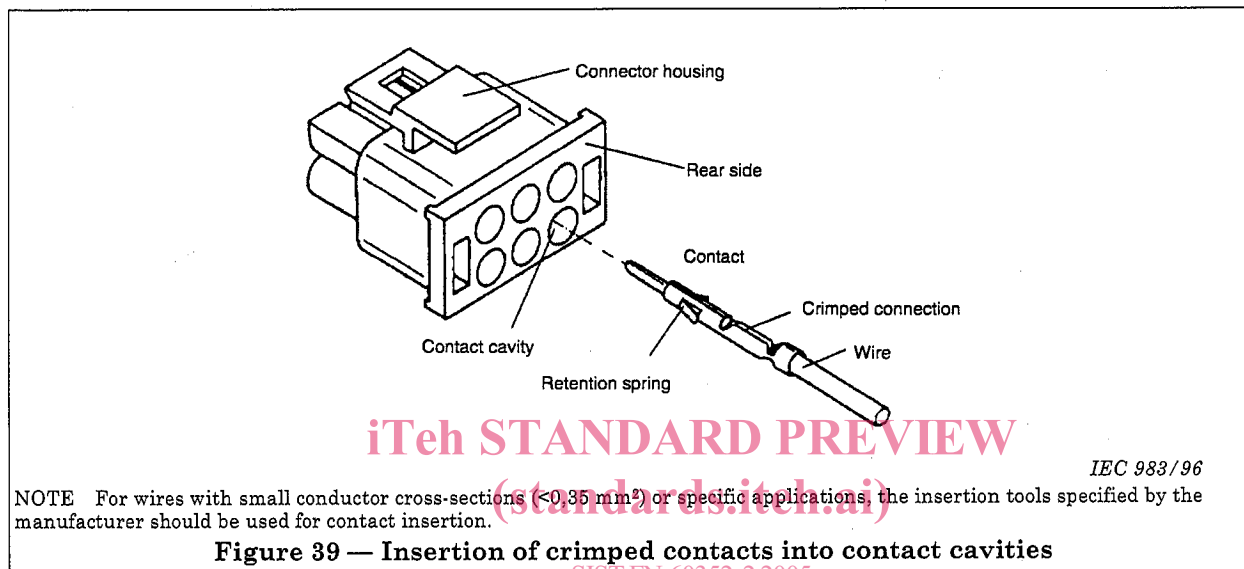 Connector housing
Rear side
Contact
Crimped connection
Contact cavity
Wire
Retention spring
iTeh STANDARD PREVIEW
IEC 983/96
NOTE For wires with small conductor cross-sections (<0,35 mm²) or specific applications, the insertion tools specified by the
manufacturer should be used for contact insertion.
(standards.iteh.ai)
Figure 39 — Insertion of crimped contacts into contact cavities